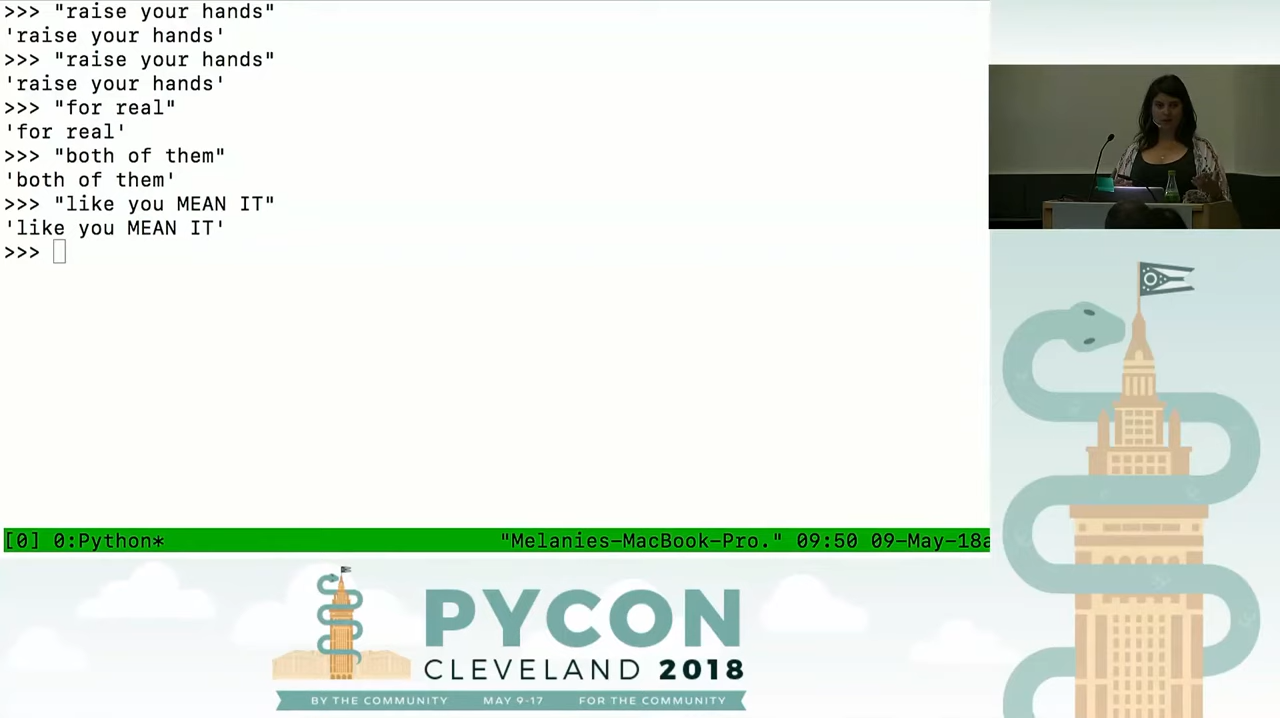 >>> "raise your hands"
'raise your hands'
>>> "raise your hands"
'raise your hands'
>>> "for real"
'for real'
>>> "both of them"
'both of them'
>>> "like you MEAN IT"
'like you MEAN IT'
>>>
[0] 0:Python* "Melanies-MacBook-Pro." 09:50 09-May-18a
PYCON
CLEVELAND 2018
BY THE COMMUNITY MAY 9-17 FOR THE COMMUNITY